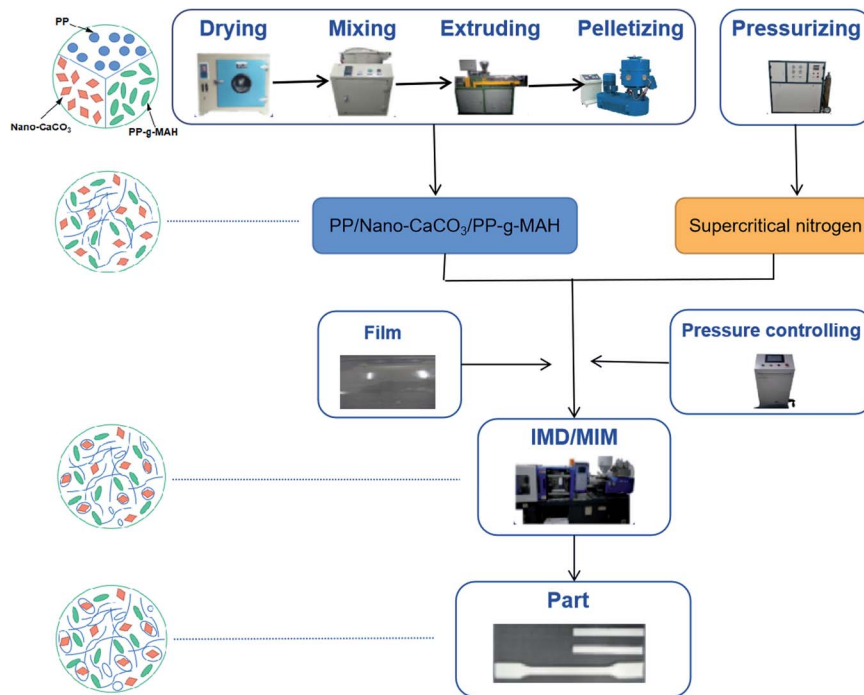 PP
Nano-CaCO₃
PP-g-MAH
Drying
Mixing
Extruding
Pelletizing
Pressurizing
PP/Nano-CaCO₃/PP-g-MAH
Supercritical nitrogen
Film
Pressure controlling
IMD/MIM
Part